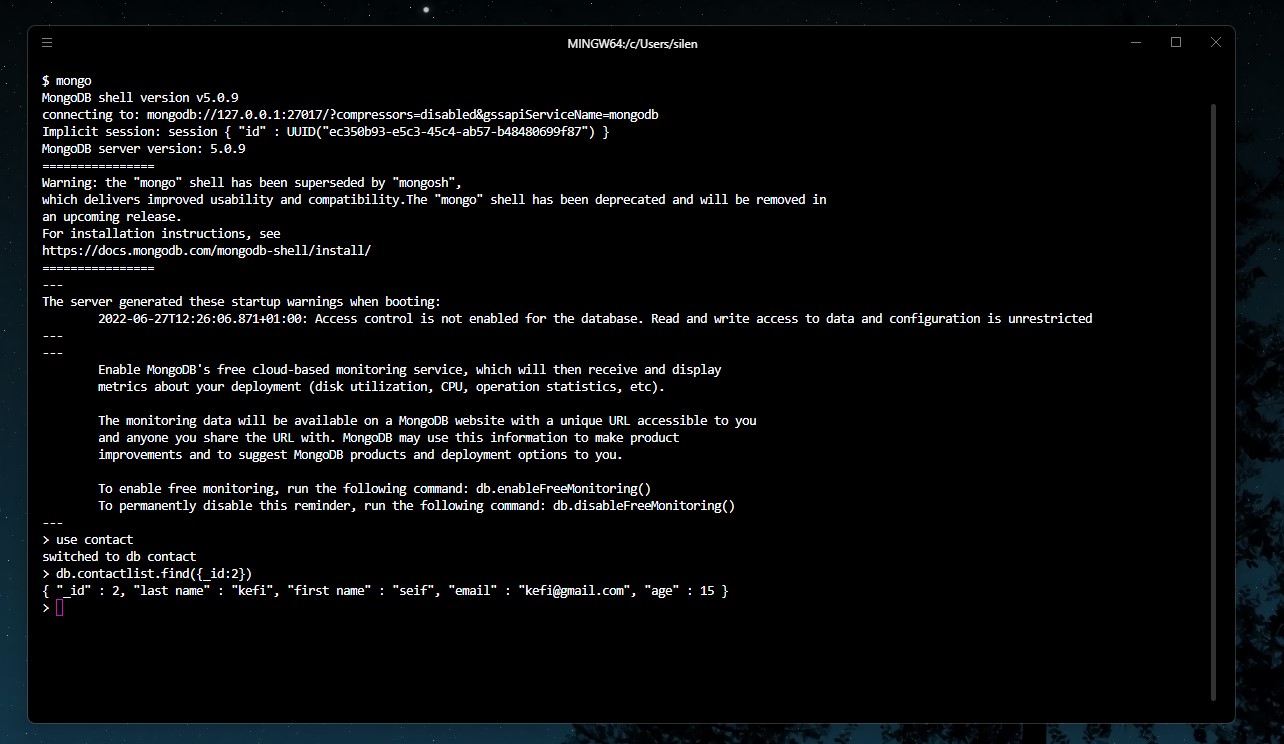 MINGW64:/c/Users/silen
$ mongo
MongoDB shell version v5.0.9
connecting to: mongodb://127.0.0.1:27017/?compressors=disabled&gssapiServiceName=mongodb
Implicit session: session { "id" : UUID("ec350b93-e5c3-45c4-ab57-b48480699f87") }
MongoDB server version: 5.0.9
================
Warning: the "mongo" shell has been superseded by "mongosh",
which delivers improved usability and compatibility.The "mongo" shell has been deprecated and will be removed in
an upcoming release.
For installation instructions, see
https://docs.mongodb.com/mongodb-shell/install/
================
---
The server generated these startup warnings when booting:
        2022-06-27T12:26:06.871+01:00: Access control is not enabled for the database. Read and write access to data and configuration is unrestricted
---
---
        Enable MongoDB's free cloud-based monitoring service, which will then receive and display
        metrics about your deployment (disk utilization, CPU, operation statistics, etc).

        The monitoring data will be available on a MongoDB website with a unique URL accessible to you
        and anyone you share the URL with. MongoDB may use this information to make product
        improvements and to suggest MongoDB products and deployment options to you.

        To enable free monitoring, run the following command: db.enableFreeMonitoring()
        To permanently disable this reminder, run the following command: db.disableFreeMonitoring()
---
> use contact
switched to db contact
> db.contactlist.find({_id:2})
{ "_id" : 2, "last name" : "kefi", "first name" : "seif", "email" : "kefi@gmail.com", "age" : 15 }
>